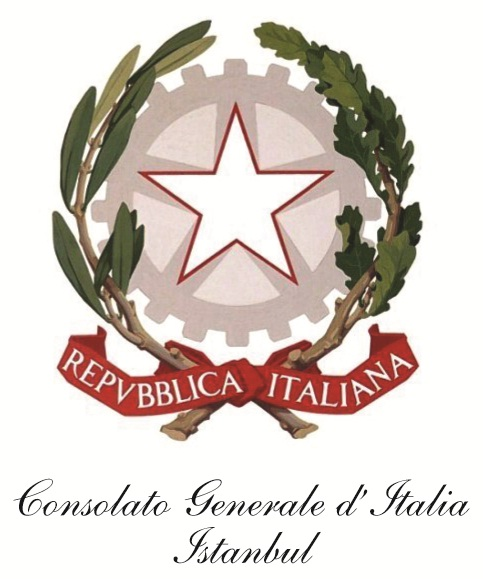 REPVBBLICA ITALIANA
Consolato Generale d'Italia
Istanbul